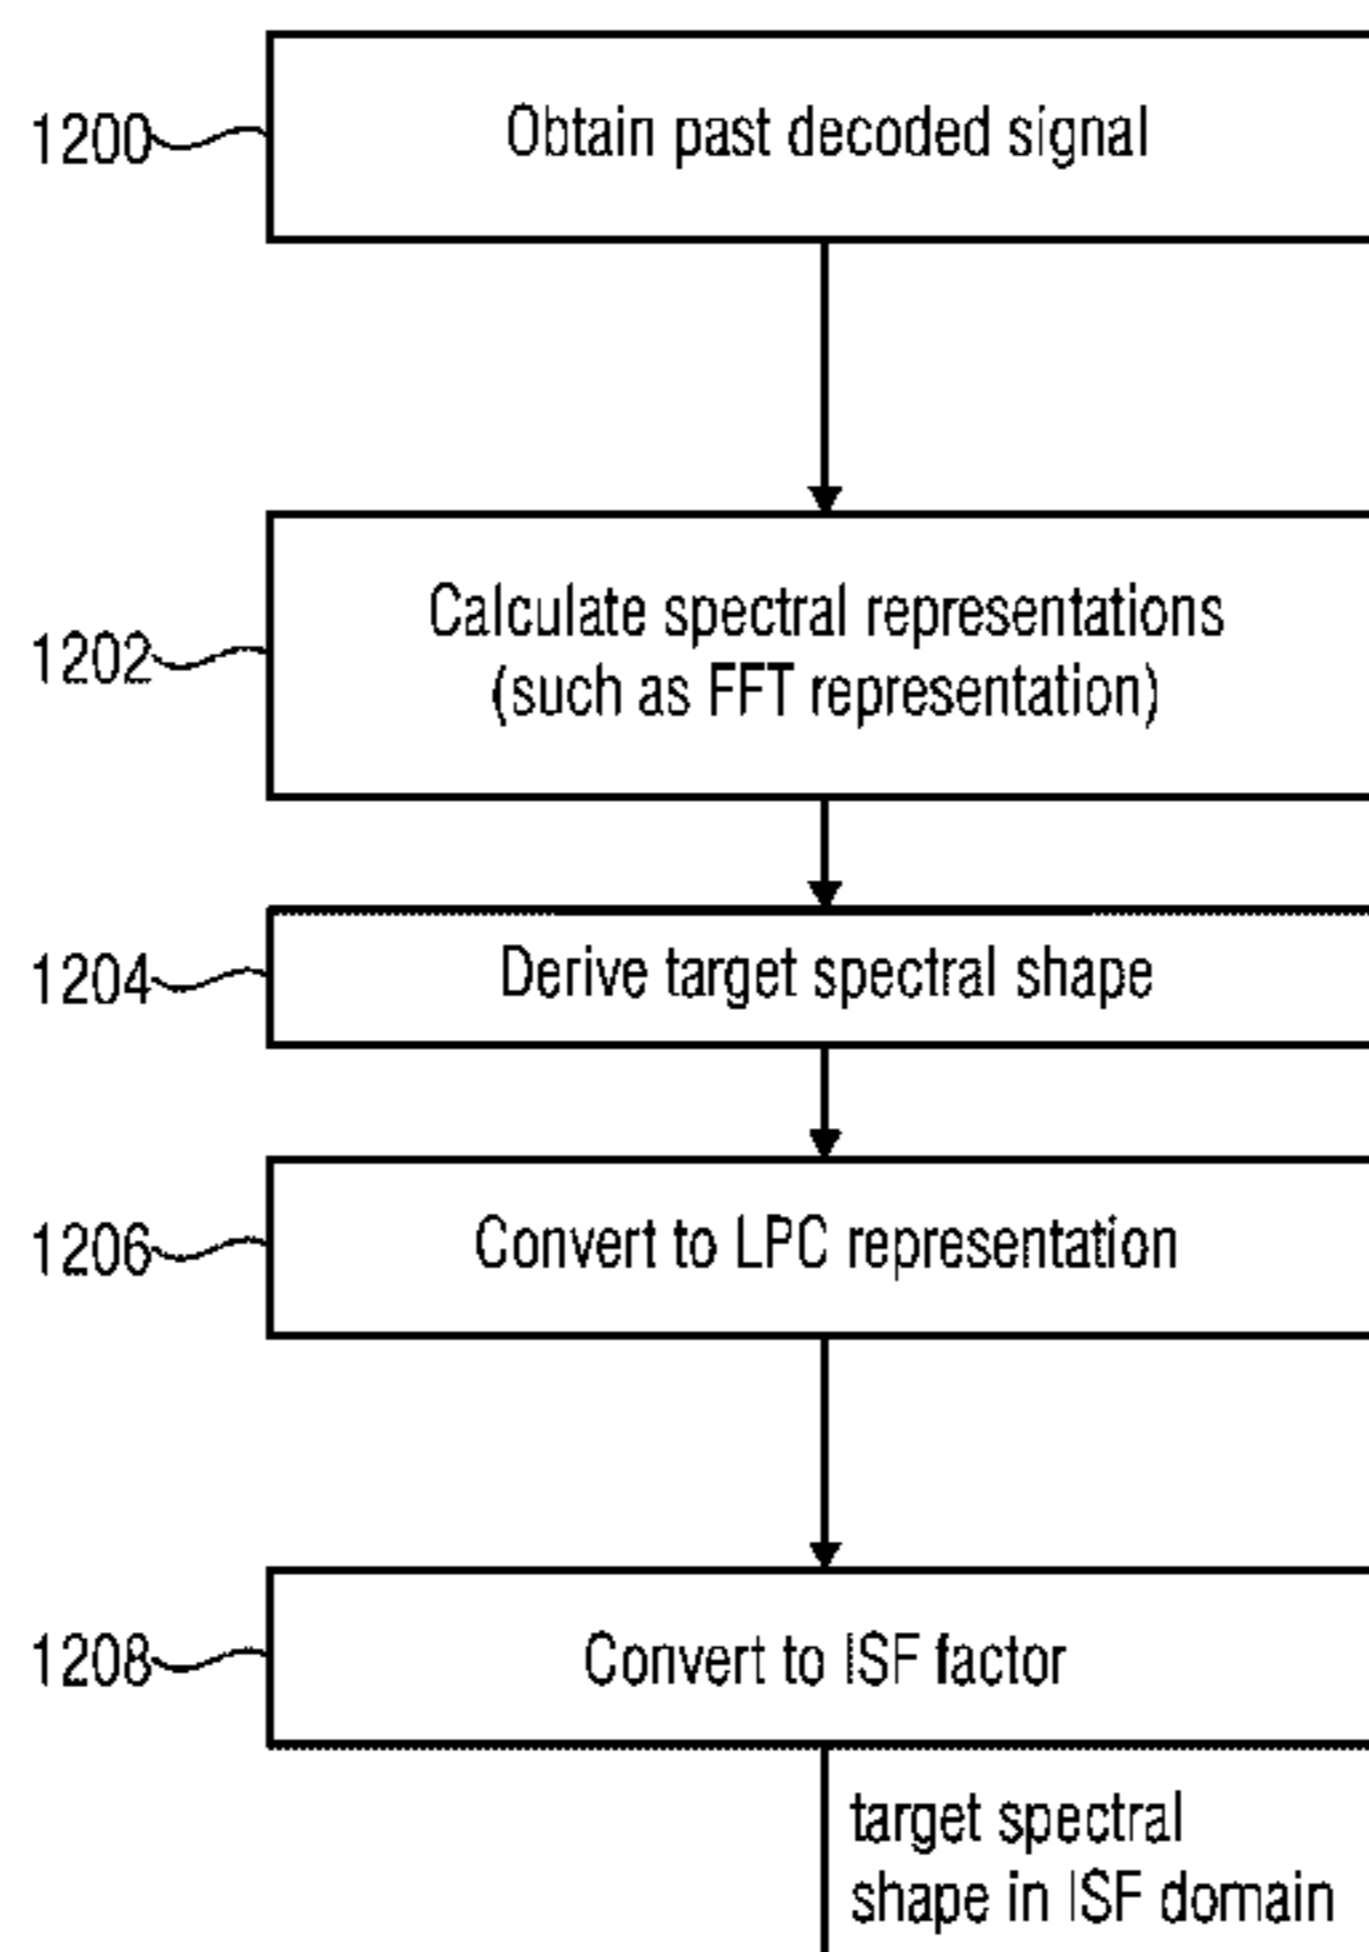 1200
Obtain past decoded signal
1202
Calculate spectral representations
(such as FFT representation)
1204
Derive target spectral shape
1206
Convert to LPC representation
1208
Convert to ISF factor
target spectral
shape in ISF domain